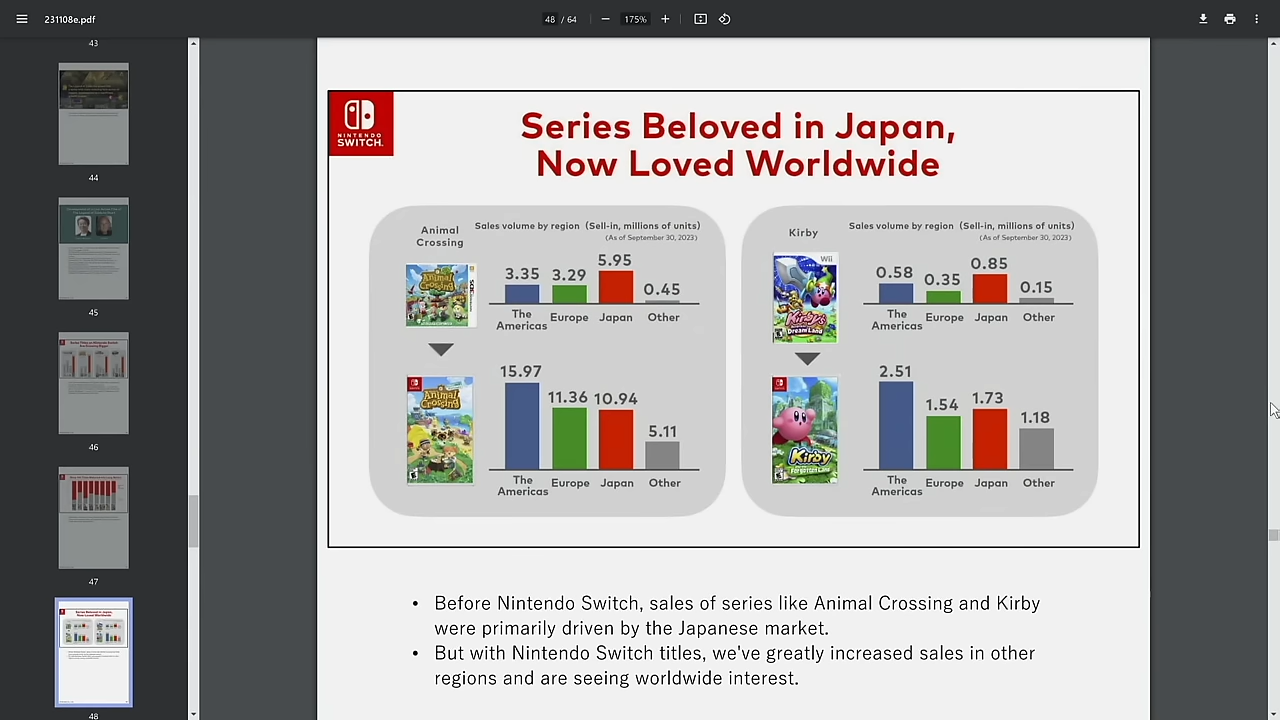 231108e.pdf
48 / 64
175%
43
44
45
46
47
48
NINTENDO
SWITCH.
Series Beloved in Japan,
Now Loved Worldwide
Animal
Crossing
Sales volume by region (Sell-in, millions of units)
(As of September 30, 2023)
3.35 3.29 5.95 0.45
The
Americas Europe Japan Other
15.97 11.36 10.94 5.11
The
Americas Europe Japan Other
Kirby
Sales volume by region (Sell-in, millions of units)
(As of September 30, 2023)
Wii
0.58 0.35 0.85 0.15
The
Americas Europe Japan Other
2.51 1.54 1.73 1.18
The
Americas Europe Japan Other
• Before Nintendo Switch, sales of series like Animal Crossing and Kirby
were primarily driven by the Japanese market.
• But with Nintendo Switch titles, we've greatly increased sales in other
regions and are seeing worldwide interest.